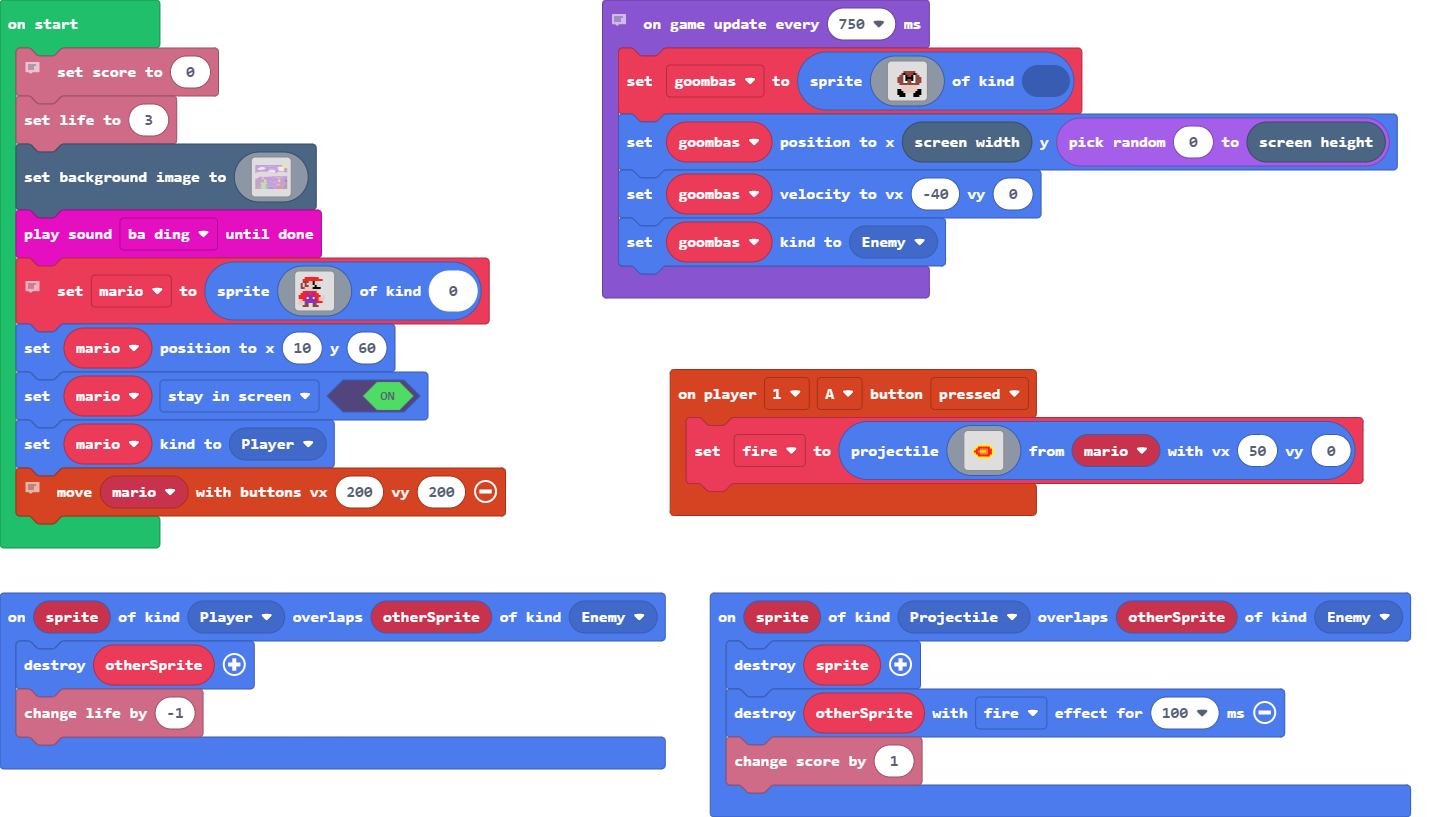 on start
set score to 0
set life to 3
set background image to
play sound ba ding until done
set mario to sprite of kind 0
set mario position to x 10 y 60
set mario stay in screen ON
set mario kind to Player
move mario with buttons vx 200 vy 200
on game update every 750 ms
set goombas to sprite of kind
set goombas position to x screen width y pick random 0 to screen height
set goombas velocity to vx -40 vy 0
set goombas kind to Enemy
on player 1 A button pressed
set fire to projectile from mario with vx 50 vy 0
on sprite of kind Player overlaps otherSprite of kind Enemy
destroy otherSprite
change life by -1
on sprite of kind Projectile overlaps otherSprite of kind Enemy
destroy sprite
destroy otherSprite with fire effect for 100 ms
change score by 1